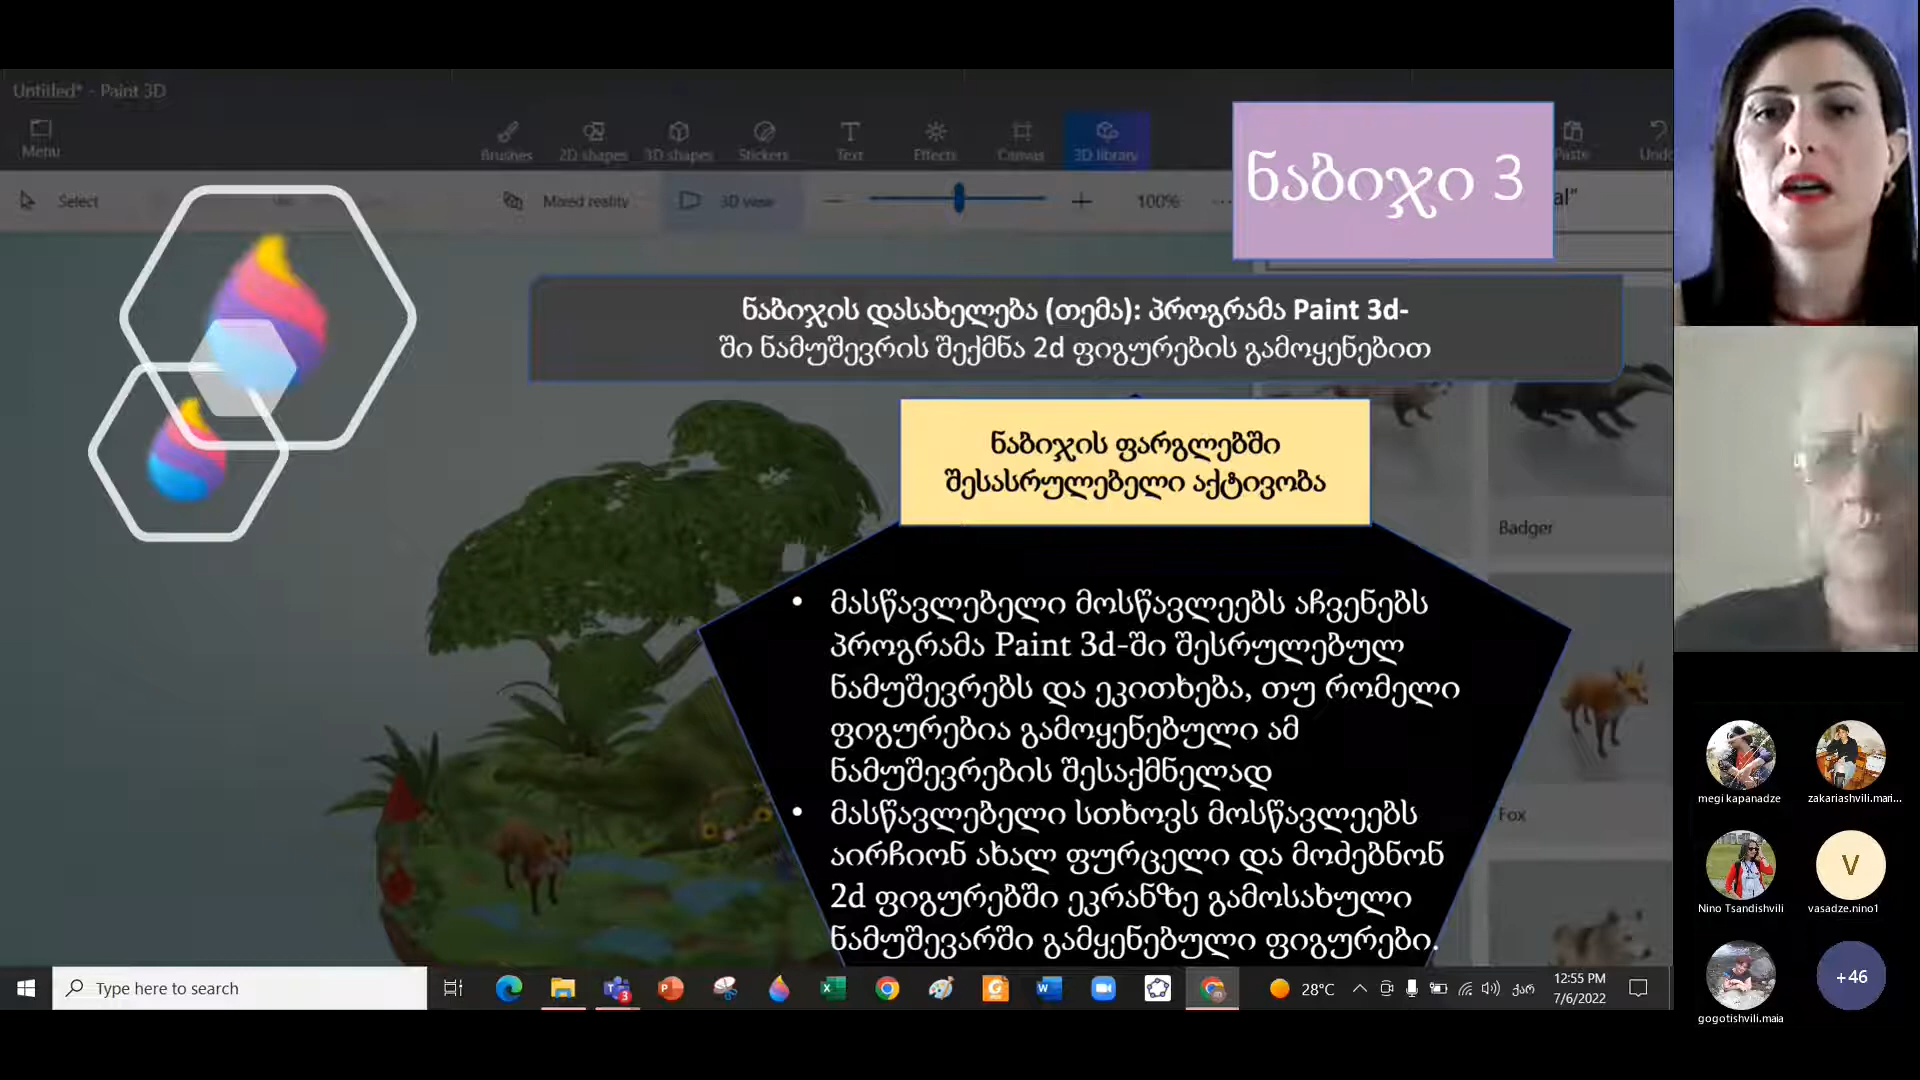 Untitled* - Paint 3D
Menu
Brushes
2D shapes
3D shapes
Stickers
Text
Effects
Canvas
3D library
Paste
Undo
Select
Mixed reality
3D view
100%
al"
ნაბიჯი 3
ნაბიჯის დასახელება (თემა): პროგრამა Paint 3d-
ში ნამუშევრის შექმნა 2d ფიგურების გამოყენებით
ნაბიჯის ფარგლებში
შესასრულებელი აქტივობა
• მასწავლებელი მოსწავლეებს აჩვენებს
პროგრამა Paint 3d-ში შესრულებულ
ნამუშევრებს და ეკითხება, თუ რომელი
ფიგურებია გამოყენებული ამ
ნამუშევრების შესაქმნელად
• მასწავლებელი სთხოვს მოსწავლეებს
აირჩიონ ახალ ფურცელი და მოძებნონ
2d ფიგურებში ეკრანზე გამოსახული
ნამუშევარში გამყენებული ფიგურები.
Badger
Fox
megi kapanadze
zakariashvili.mari...
Nino Tsandishvili
V
vasadze.nino1
gogotishvili.maia
+46
Type here to search
28°C
ქარ
12:55 PM
7/6/2022